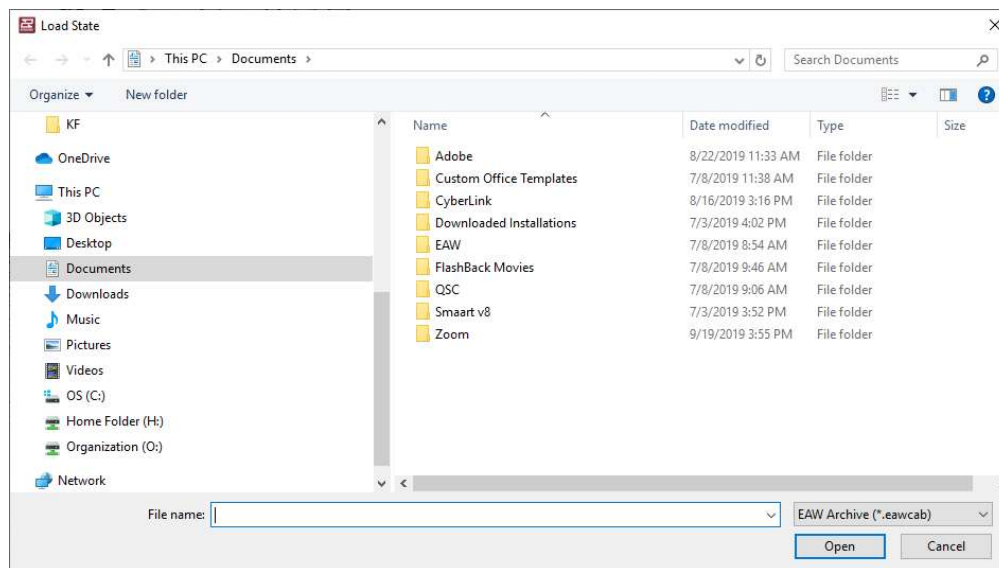 Load State
This PC > Documents >
Search Documents
Organize
New folder
Name Date modified Type Size
KF
OneDrive
This PC
3D Objects
Desktop
Documents
Downloads
Music
Pictures
Videos
OS (C:)
Home Folder (H:)
Organization (O:)
Network
Adobe 8/22/2019 11:33 AM File folder
Custom Office Templates 7/8/2019 11:38 AM File folder
CyberLink 8/16/2019 3:16 PM File folder
Downloaded Installations 7/3/2019 4:02 PM File folder
EAW 7/8/2019 8:54 AM File folder
FlashBack Movies 7/8/2019 9:46 AM File folder
QSC 7/8/2019 9:06 AM File folder
Smaart v8 7/3/2019 3:52 PM File folder
Zoom 9/19/2019 3:55 PM File folder
File name:
EAW Archive (*.eawcab)
Open
Cancel